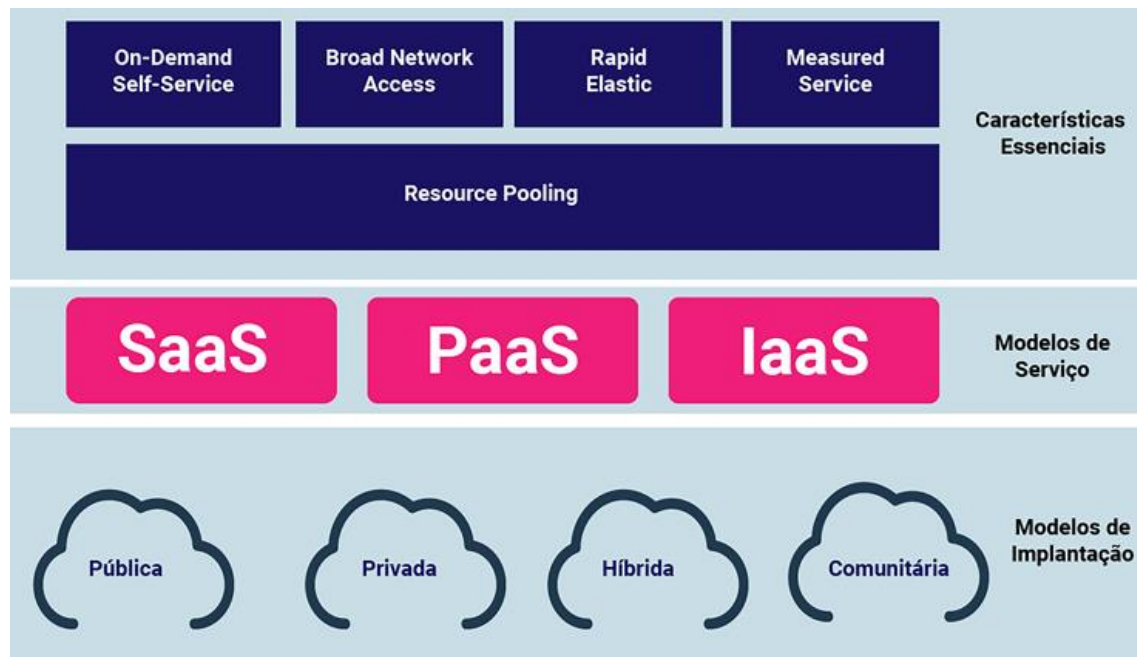 On-Demand
Self-Service
Broad Network
Access
Rapid
Elastic
Measured
Service
Características
Essenciais
Resource Pooling
SaaS
PaaS
IaaS
Modelos de
Serviço
Pública
Privada
Híbrida
Comunitária
Modelos de
Implantação